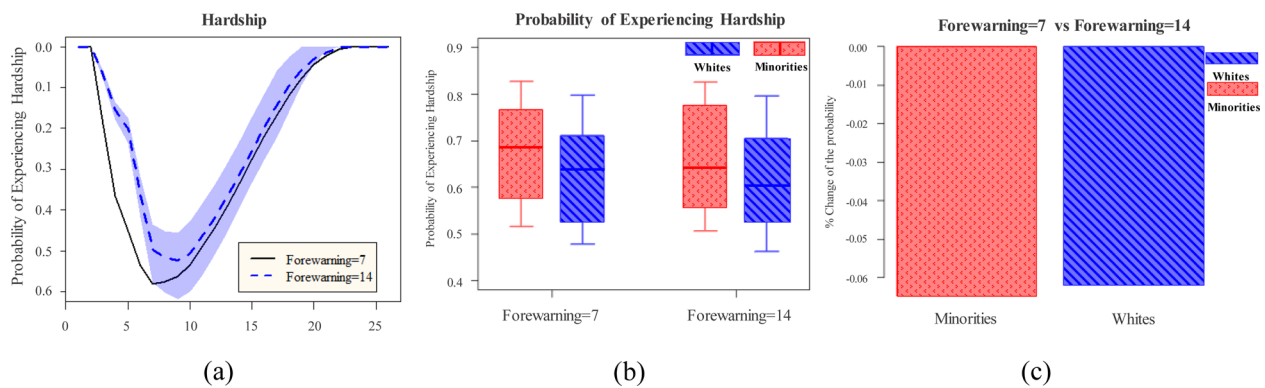 Hardship
Probability of Experiencing Hardship
0.0
0.1
0.2
0.3
0.4
0.5
0.6
Forewarning=7
Forewarning=14
0
5
10
15
20
25
(a)
Probability of Experiencing Hardship
Probability of Experiencing Hardship
0.9
0.8
0.7
0.6
0.5
0.4
Whites
Minorities
Forewarning=7
Forewarning=14
(b)
Forewarning=7 vs Forewarning=14
% Change of the probability
0.00
-0.01
-0.02
-0.03
-0.04
-0.05
-0.06
Whites
Minorities
Minorities
Whites
(c)